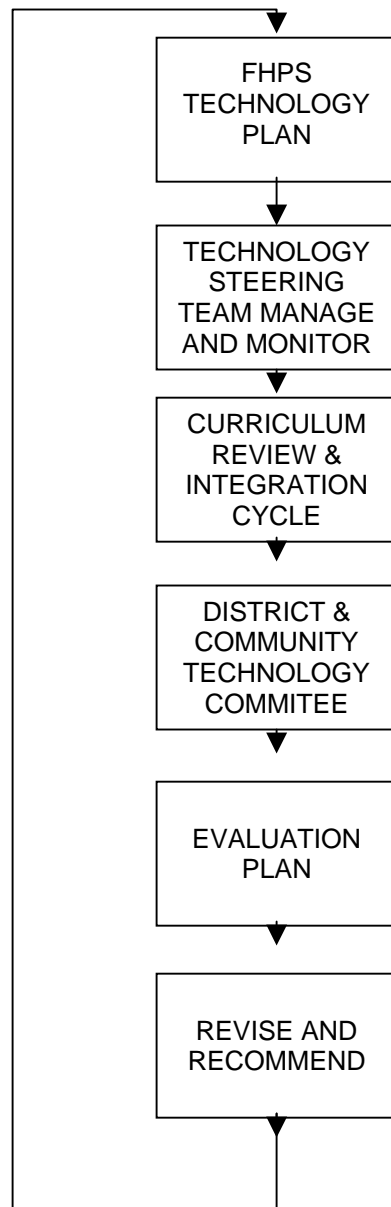 FHPS
TECHNOLOGY
PLAN
TECHNOLOGY
STEERING
TEAM MANAGE
AND MONITOR
CURRICULUM
REVIEW &
INTEGRATION
CYCLE
DISTRICT &
COMMUNITY
TECHNOLOGY
COMMITEE
EVALUATION
PLAN
REVISE AND
RECOMMEND